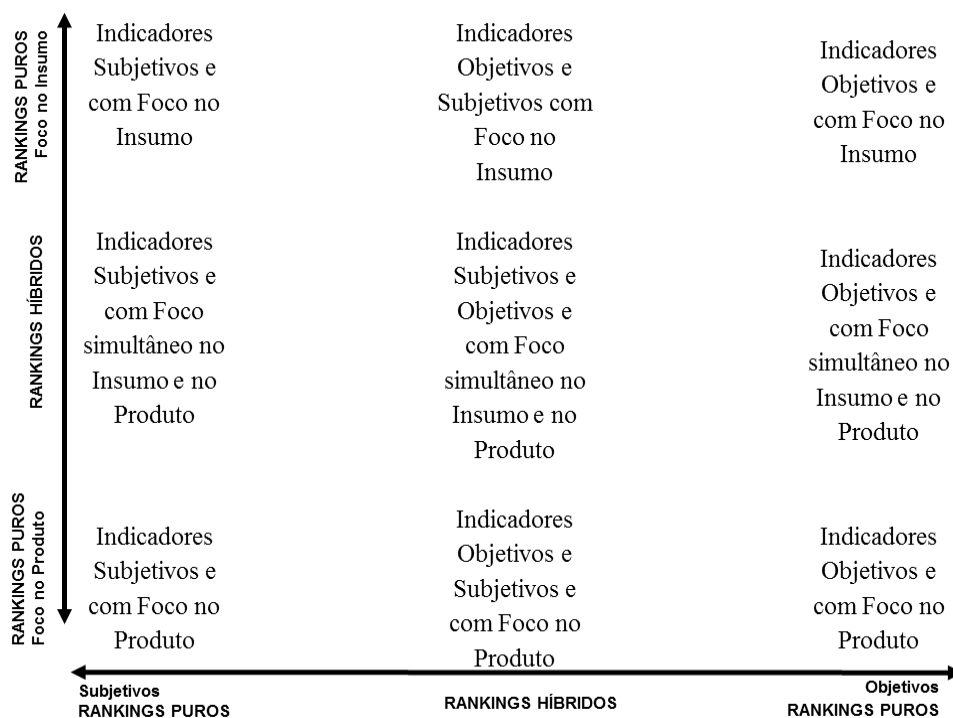 RANKINGS PUROS
Foco no Insumo
Indicadores
Subjetivos e
com Foco no
Insumo
Indicadores
Objetivos e
Subjetivos com
Foco no
Insumo
Indicadores
Objetivos e
com Foco no
Insumo
RANKINGS HÍBRIDOS
Indicadores
Subjetivos e
com Foco
simultâneo no
Insumo e no
Produto
Indicadores
Subjetivos e
Objetivos e
com Foco
simultâneo no
Insumo e no
Produto
Indicadores
Objetivos e
com Foco
simultâneo no
Insumo e no
Produto
RANKINGS PUROS
Foco no Produto
Indicadores
Subjetivos e
com Foco no
Produto
Indicadores
Objetivos e
Subjetivos e
com Foco no
Produto
Indicadores
Objetivos e
com Foco no
Produto
Subjetivos
RANKINGS PUROS
RANKINGS HÍBRIDOS
Objetivos
RANKINGS PUROS